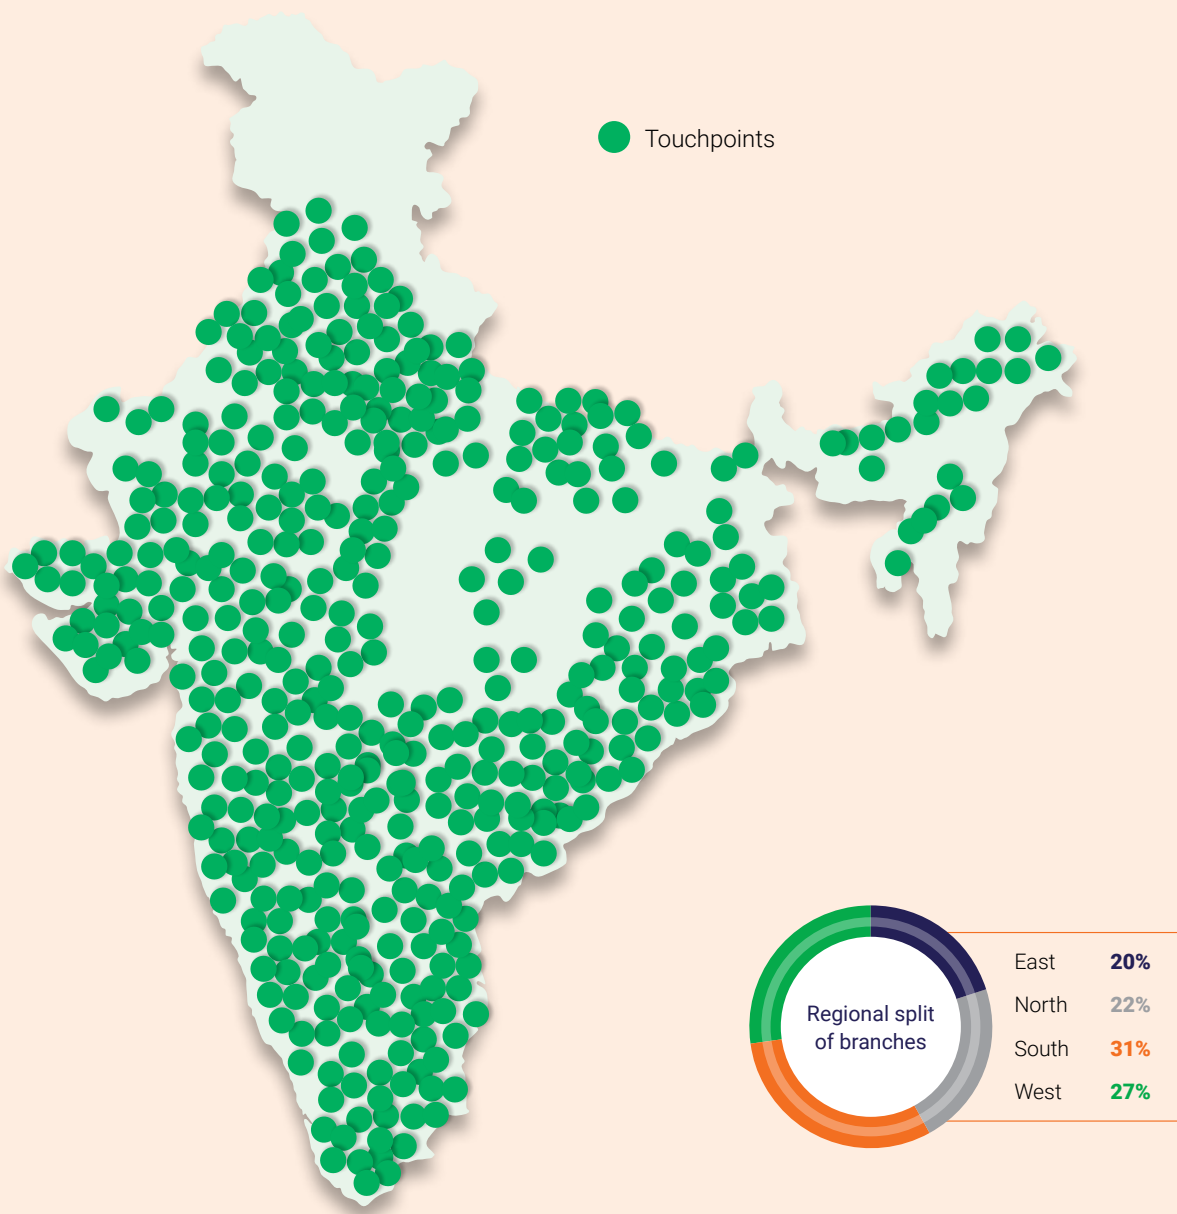 Touchpoints
Regional split
of branches
East 20%
North 22%
South 31%
West 27%